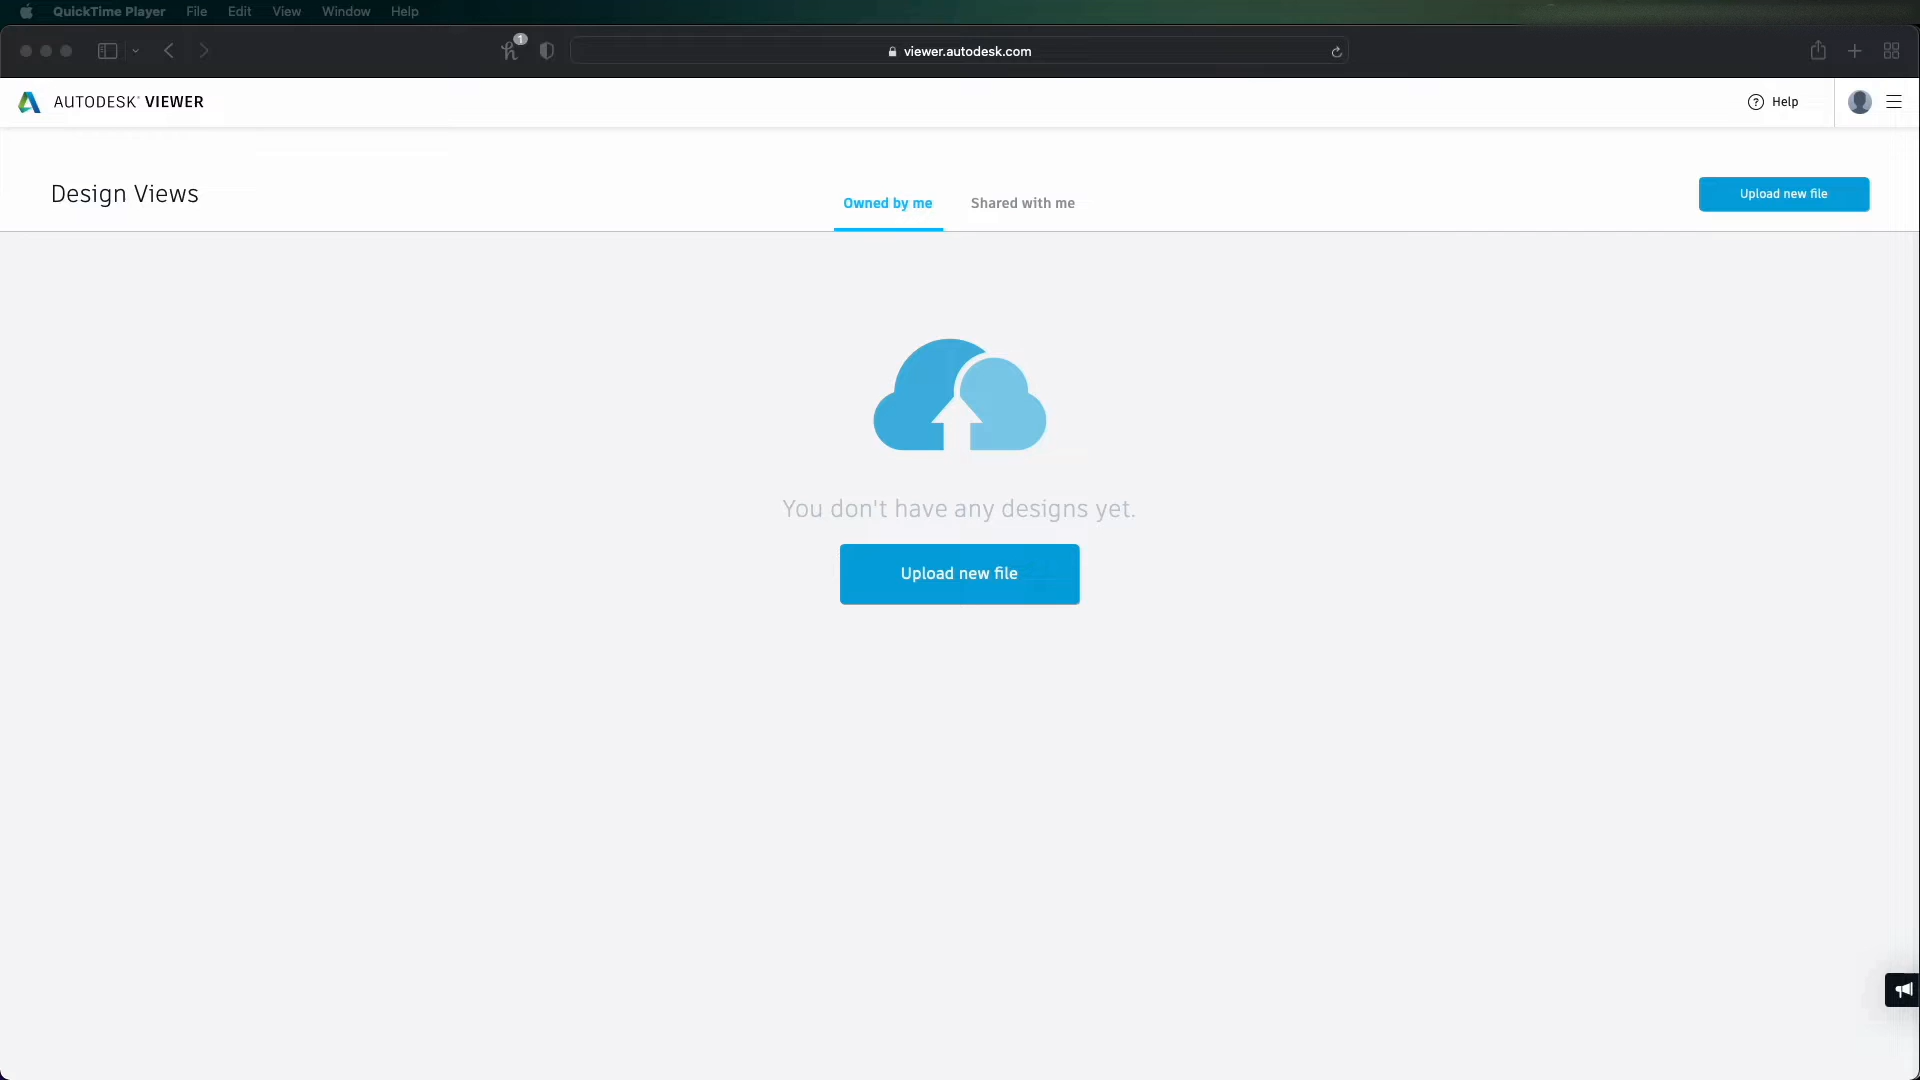 QuickTime Player File Edit View Window Help
1
viewer.autodesk.com
AUTODESK® VIEWER
Help
Design Views
Owned by me
Shared with me
Upload new file
You don't have any designs yet.
Upload new file